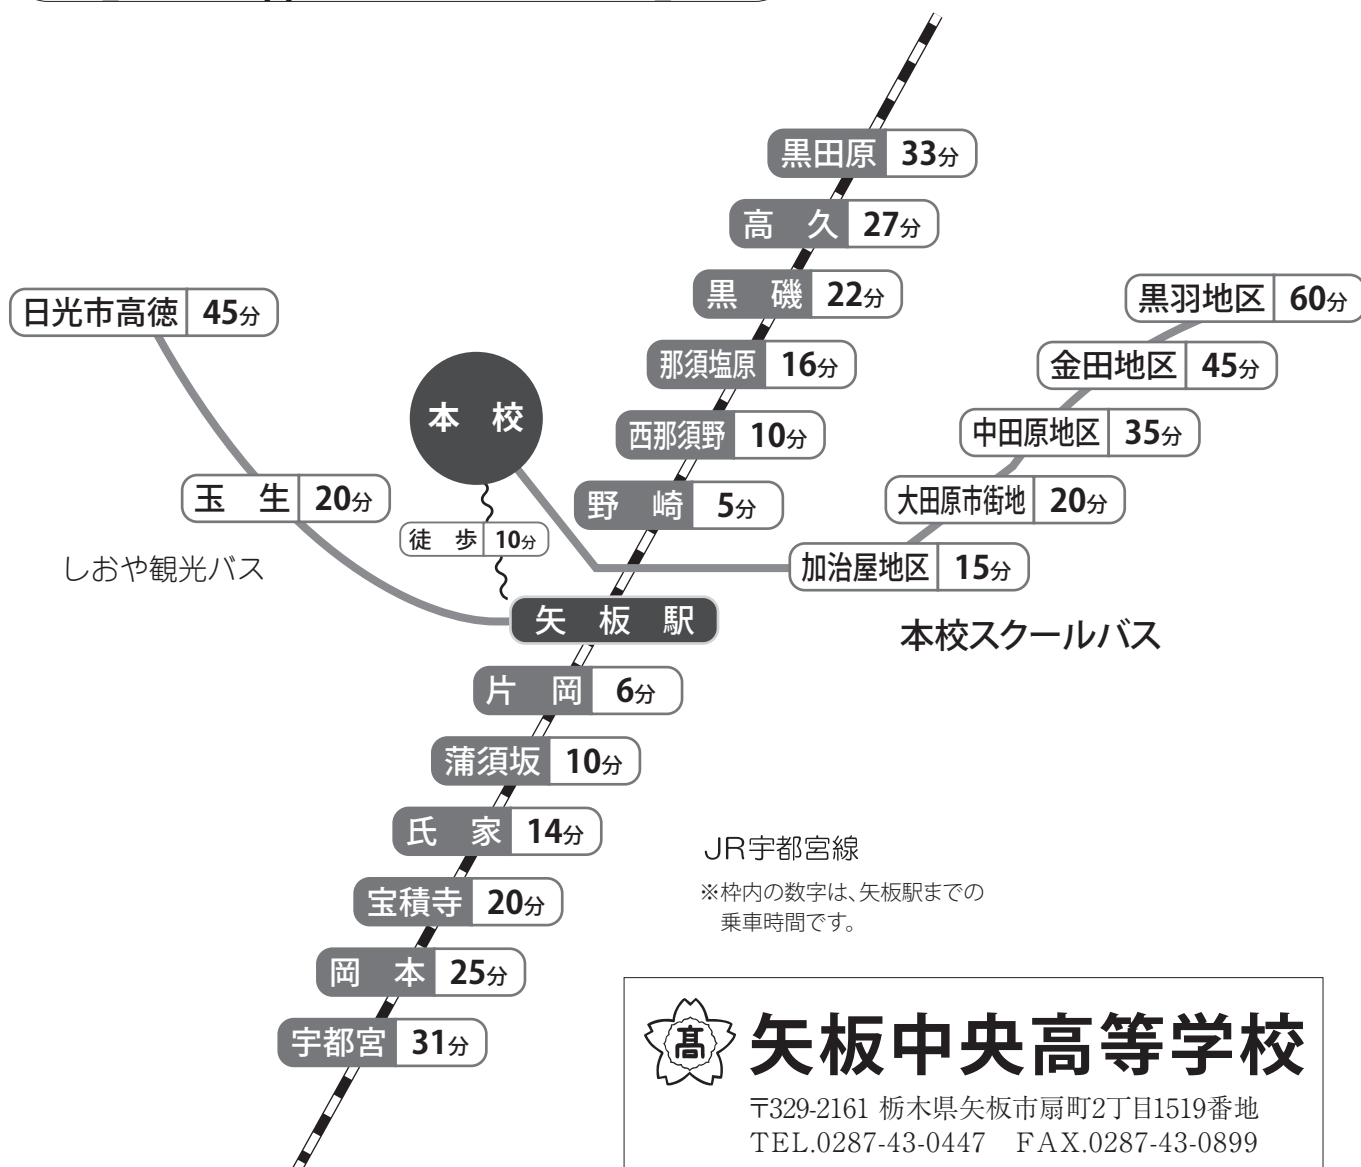 黒田原 33分
高 久 27分
黒 磯 22分
那須塩原 16分
西那須野 10分
野 崎 5分
日光市高徳 45分
玉 生 20分
しおや観光バス
本 校
徒 歩 10分
矢 板 駅
黒羽地区 60分
金田地区 45分
中田原地区 35分
大田原市街地 20分
加治屋地区 15分
本校スクールバス
片 岡 6分
蒲須坂 10分
氏 家 14分
宝積寺 20分
岡 本 25分
宇都宮 31分
JR宇都宮線
※枠内の数字は、矢板駅までの
乗車時間です。
高
矢板中央高等学校
〒329-2161 栃木県矢板市扇町2丁目1519番地
TEL.0287-43-0447 FAX.0287-43-0899